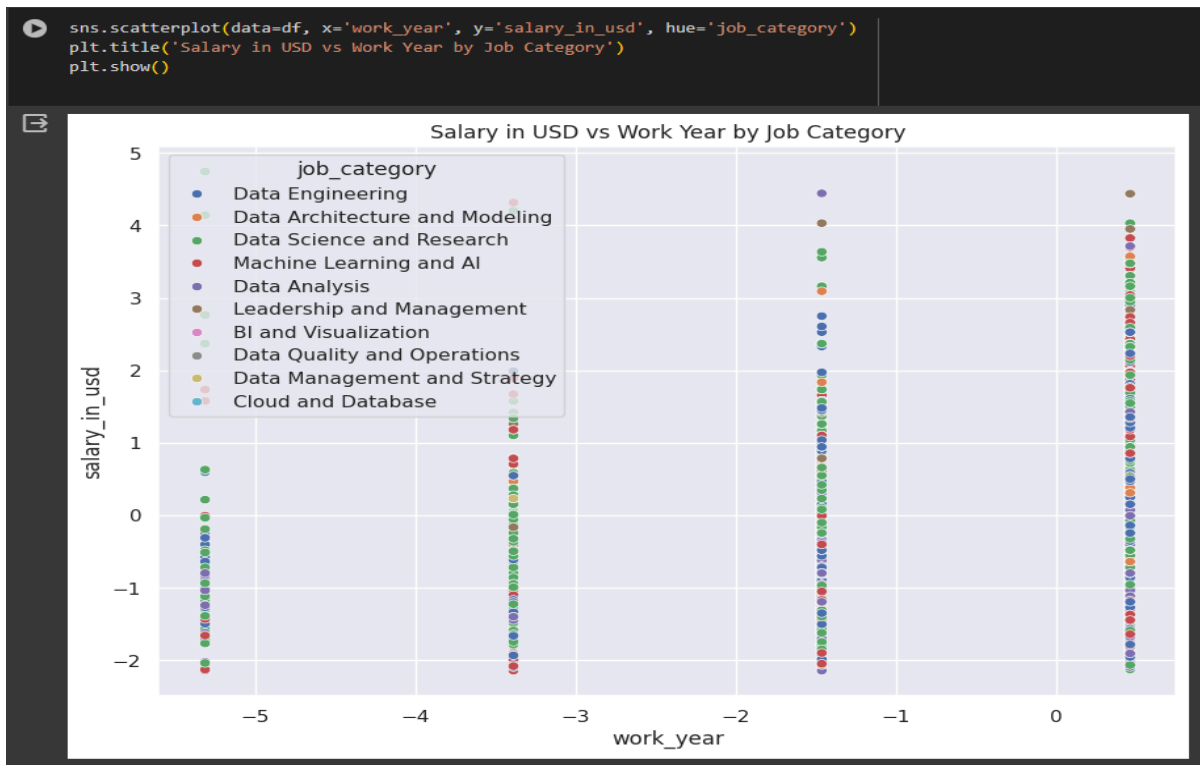 sns.scatterplot(data=df, x='work_year', y='salary_in_usd', hue='job_category')
plt.title('Salary in USD vs Work Year by Job Category')
plt.show()
Salary in USD vs Work Year by Job Category
job_category
Data Engineering
Data Architecture and Modeling
Data Science and Research
Machine Learning and AI
Data Analysis
Leadership and Management
BI and Visualization
Data Quality and Operations
Data Management and Strategy
Cloud and Database
salary_in_usd
5
4
3
2
1
0
−1
−2
−5
−4
−3
−2
−1
0
work_year